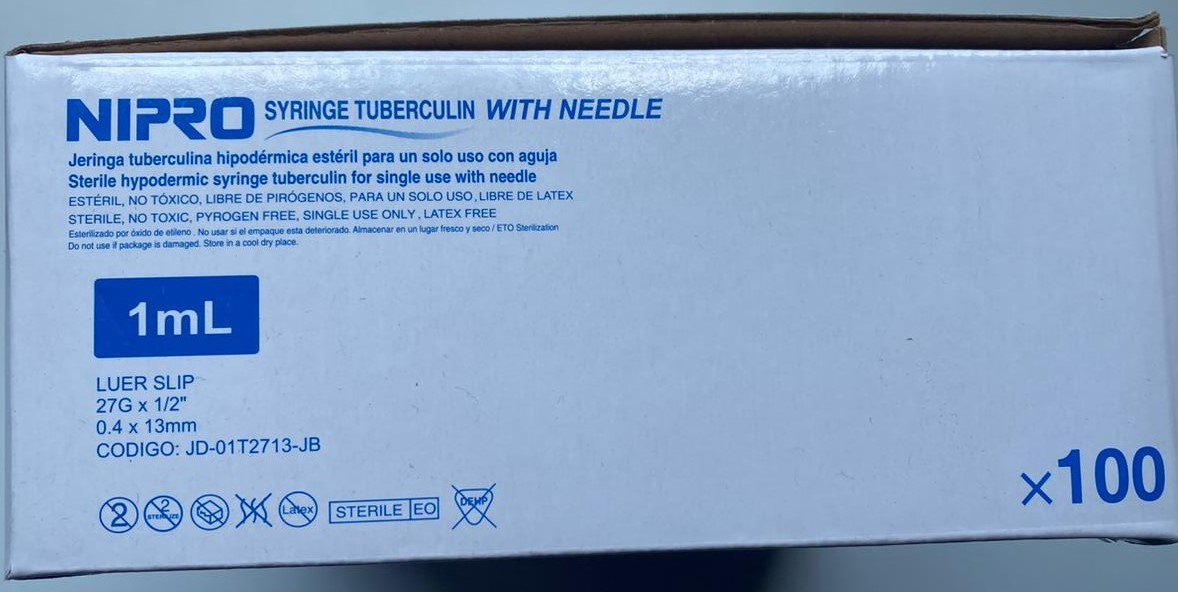 NIPRO SYRINGE TUBERCULIN WITH NEEDLE
Jeringa tuberculina hipodérmica estéril para un solo uso con aguja
Sterile hypodermic syringe tuberculin for single use with needle
ESTÉRIL, NO TÓXICO, LIBRE DE PIRÓGENOS, PARA UN SOLO USO, LIBRE DE LATEX
STERILE, NO TOXIC, PYROGEN FREE, SINGLE USE ONLY, LATEX FREE
Esterilizado por óxido de etileno. No usar si el empaque esta deteriorado. Almacenar en un lugar fresco y seco / ETO Sterilization
Do not use if package is damaged. Store in a cool dry place.
1mL
LUER SLIP
27G x 1/2"
0.4 x 13mm
CODIGO: JD-01T2713-JB
x100
2 2 STERILIZE Latex STERILE EO DEHP